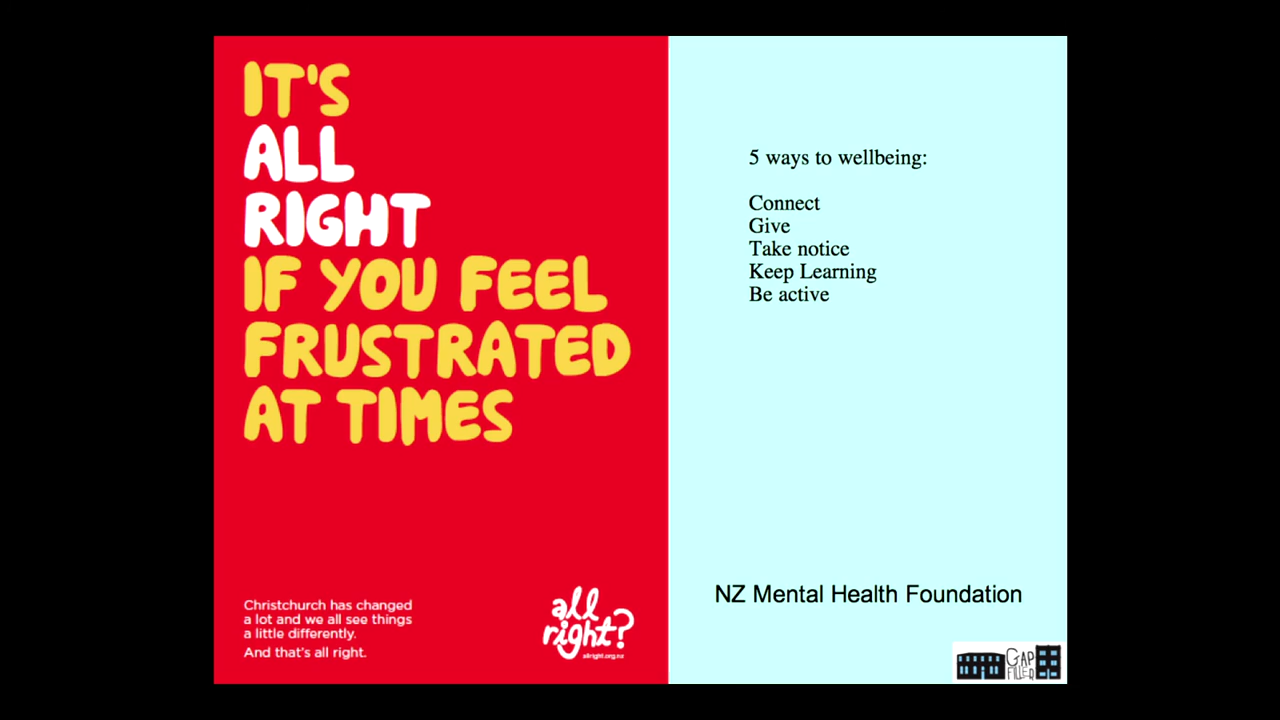 IT'S
ALL
RIGHT
IF YOU FEEL
FRUSTRATED
AT TIMES
Christchurch has changed
a lot and we all see things
a little differently.
And that's all right.
all
right?
allright.org.nz
5 ways to wellbeing:
Connect
Give
Take notice
Keep Learning
Be active
NZ Mental Health Foundation
GAP
FILLER